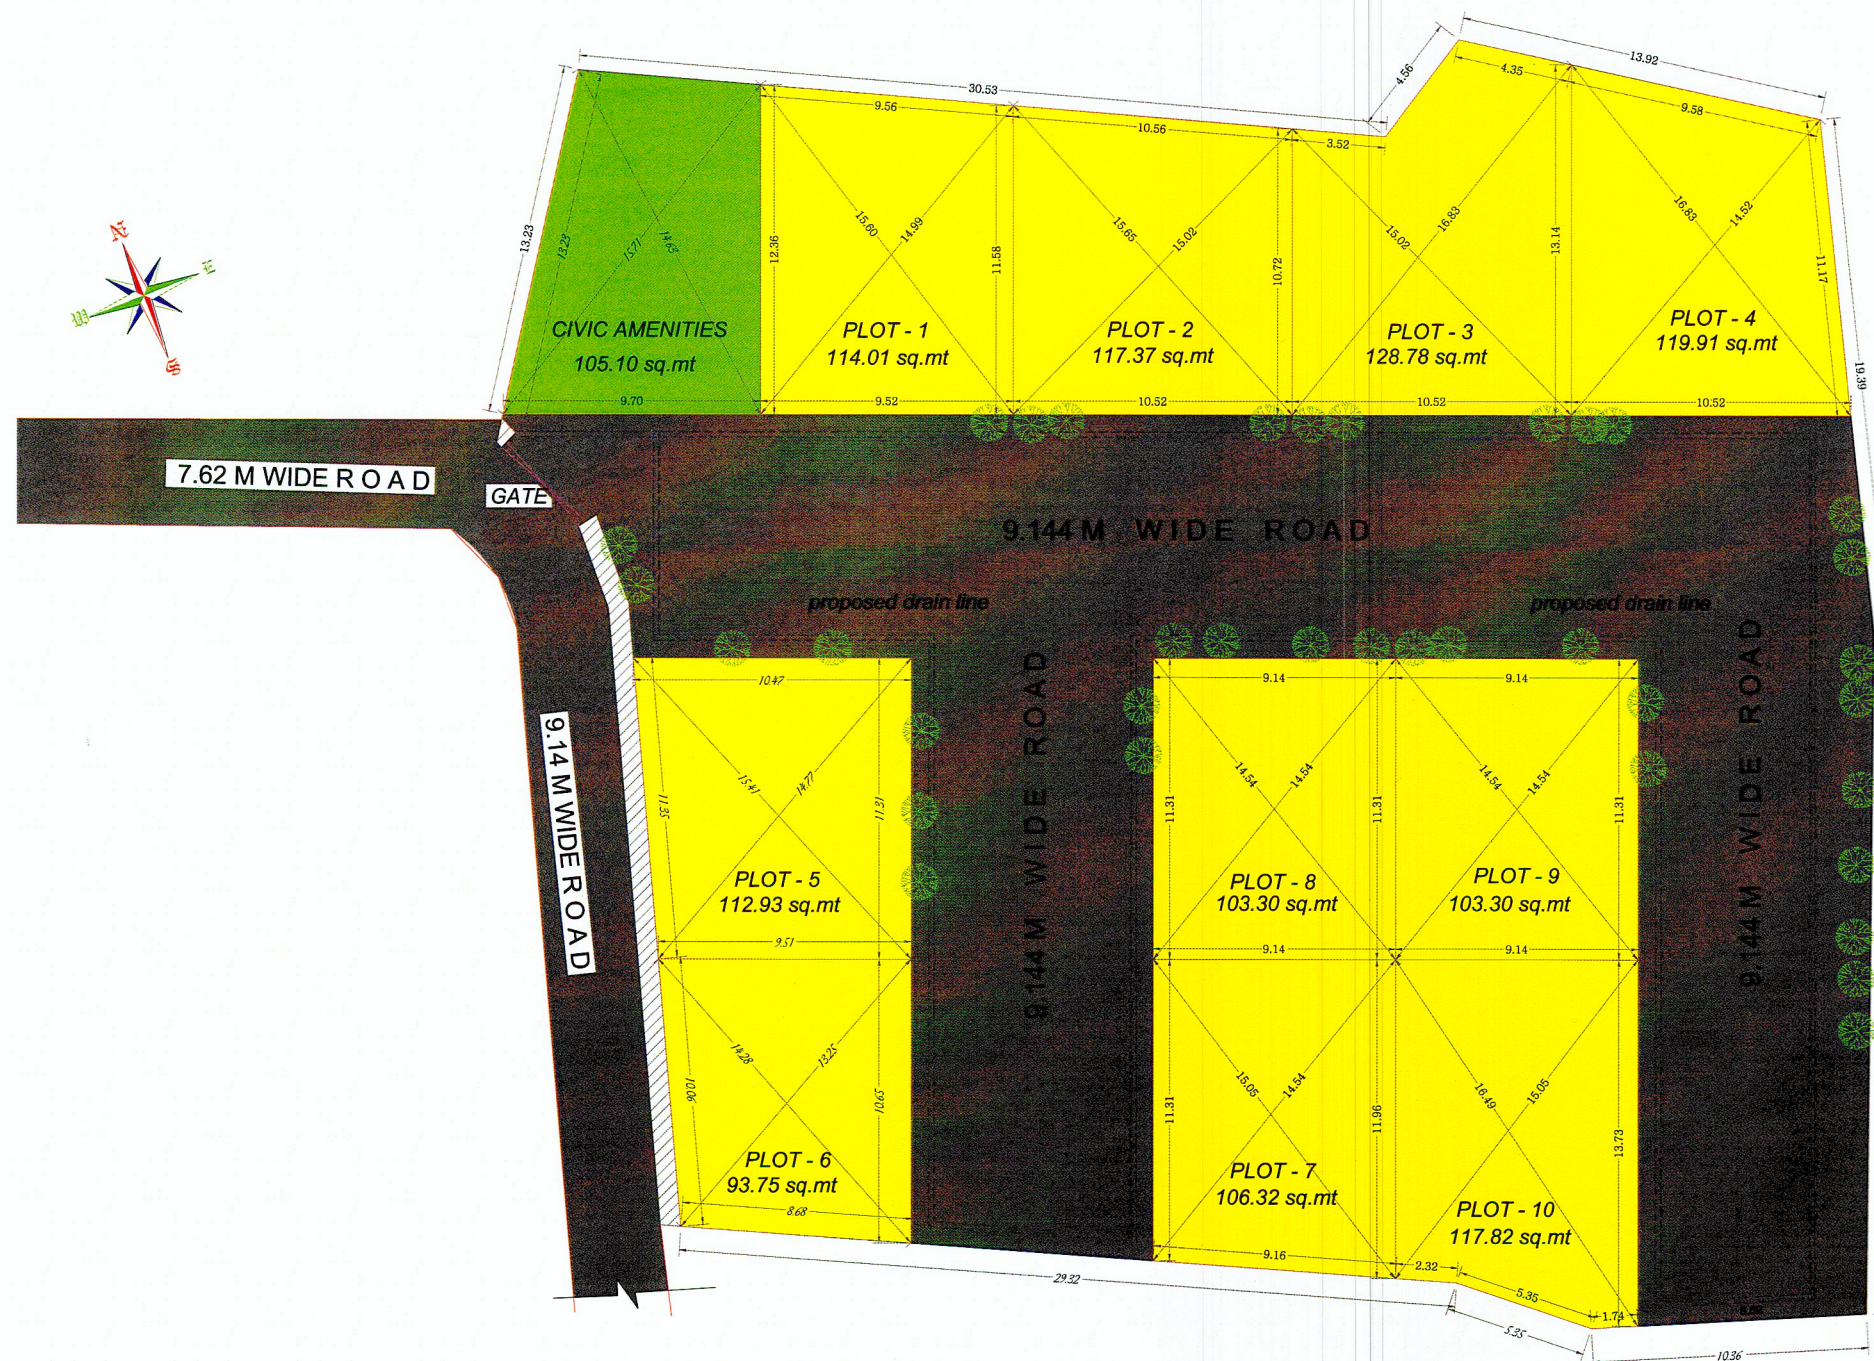 13.92
4.56
30.53
4.35
9.58
9.56
10.56
3.52
13.23
13.23
15.71
14.63
12.36
15.60
14.99
11.58
15.65
15.02
10.72
15.02
16.83
13.14
16.83
14.52
11.17
N
E
W
S
CIVIC AMENITIES
105.10 sq.mt
PLOT - 1
114.01 sq.mt
PLOT - 2
117.37 sq.mt
PLOT - 3
128.78 sq.mt
PLOT - 4
119.91 sq.mt
19.39
9.70
9.52
10.52
10.52
10.52
7.62 M WIDE R O A D
GATE
9.144 M WIDE ROAD
proposed drain line
proposed drain line
9.14 M WIDE R O A D
9.144 M WIDE ROAD
9.144 M WIDE ROAD
10.47
9.14
9.14
11.35
15.41
14.77
11.31
11.31
14.54
14.54
11.31
14.54
14.54
11.31
PLOT - 5
112.93 sq.mt
PLOT - 8
103.30 sq.mt
PLOT - 9
103.30 sq.mt
9.51
9.14
9.14
10.06
14.28
13.25
10.65
11.31
15.05
14.54
11.96
16.49
15.05
13.73
PLOT - 6
93.75 sq.mt
PLOT - 7
106.32 sq.mt
PLOT - 10
117.82 sq.mt
8.68
9.16
2.32
29.32
5.35
1.74
5.35
10.36